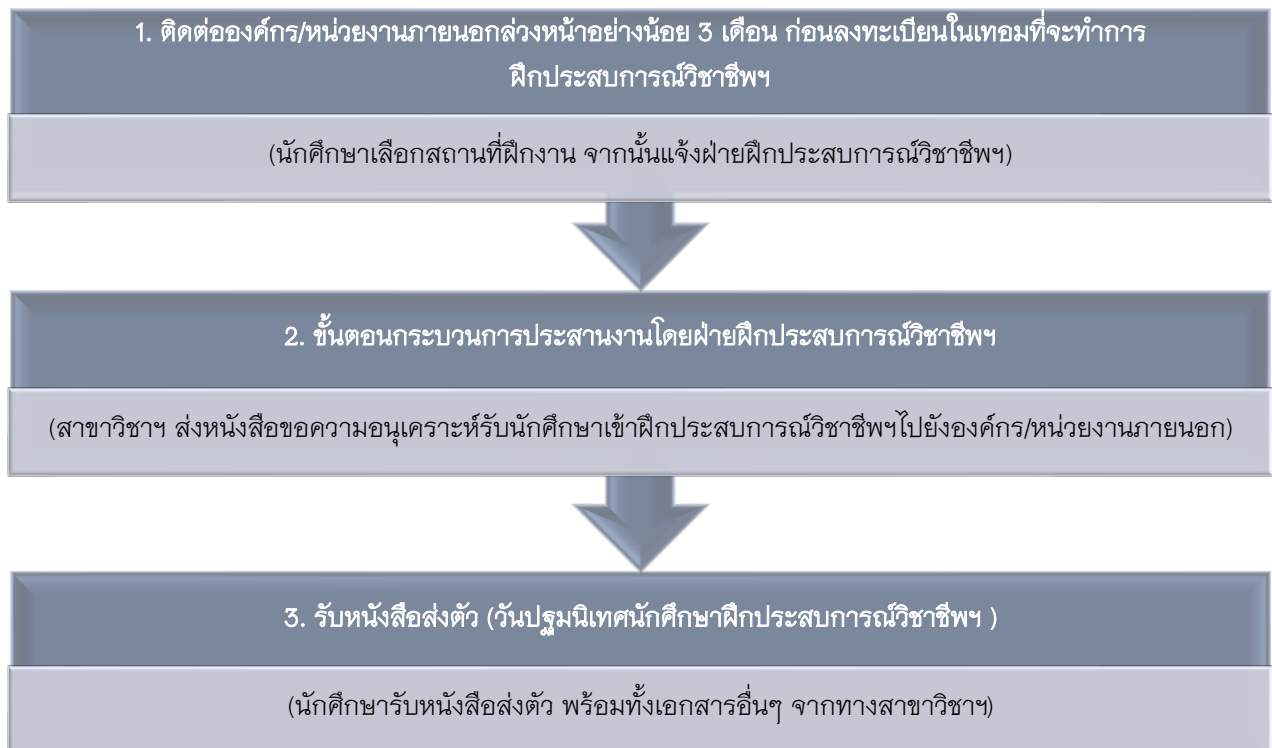 1. ติดต่อองค์กร/หน่วยงานภายนอกล่วงหน้าอย่างน้อย 3 เดือน ก่อนลงทะเบียนในเทอมที่จะทำการ
ฝึกประสบการณ์วิชาชีพฯ
(นักศึกษาเลือกสถานที่ฝึกงาน จากนั้นแจ้งฝ่ายฝึกประสบการณ์วิชาชีพฯ)
2. ขั้นตอนกระบวนการประสานงานโดยฝ่ายฝึกประสบการณ์วิชาชีพฯ
(สาขาวิชาฯ ส่งหนังสือขอความอนุเคราะห์รับนักศึกษาเข้าฝึกประสบการณ์วิชาชีพฯไปยังองค์กร/หน่วยงานภายนอก)
3. รับหนังสือส่งตัว (วันปฐมนิเทศนักศึกษาฝึกประสบการณ์วิชาชีพฯ )
(นักศึกษารับหนังสือส่งตัว พร้อมทั้งเอกสารอื่นๆ จากทางสาขาวิชาฯ)